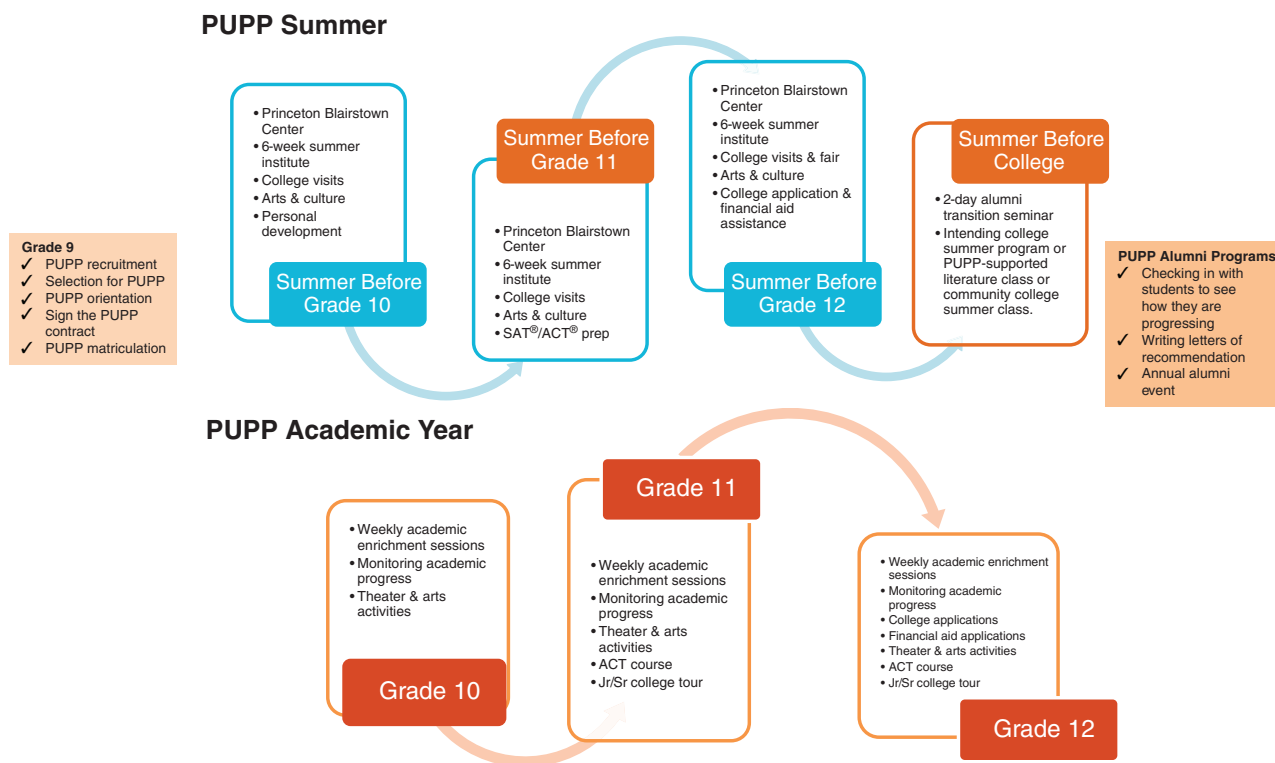 PUPP Summer
Grade 9
✓ PUPP recruitment
✓ Selection for PUPP
✓ PUPP orientation
✓ Sign the PUPP
contract
✓ PUPP matriculation
• Princeton Blairstown
Center
• 6-week summer
institute
• College visits
• Arts & culture
• Personal
development
Summer Before
Grade 10
Summer Before
Grade 11
• Princeton Blairstown
Center
• 6-week summer
institute
• College visits
• Arts & culture
• SAT®/ACT® prep
• Princeton Blairstown
Center
• 6-week summer
institute
• College visits & fair
• Arts & culture
• College application &
financial aid
assistance
Summer Before
Grade 12
Summer Before
College
• 2-day alumni
transition seminar
• Intending college
summer program or
PUPP-supported
literature class or
community college
summer class.
PUPP Alumni Programs
✓ Checking in with
students to see
how they are
progressing
✓ Writing letters of
recommendation
✓ Annual alumni
event
PUPP Academic Year
• Weekly academic
enrichment sessions
• Monitoring academic
progress
• Theater & arts
activities
Grade 10
Grade 11
• Weekly academic
enrichment sessions
• Monitoring academic
progress
• Theater & arts
activities
• ACT course
• Jr/Sr college tour
• Weekly academic enrichment
sessions
• Monitoring academic
progress
• College applications
• Financial aid applications
• Theater & arts activities
• ACT course
• Jr/Sr college tour
Grade 12